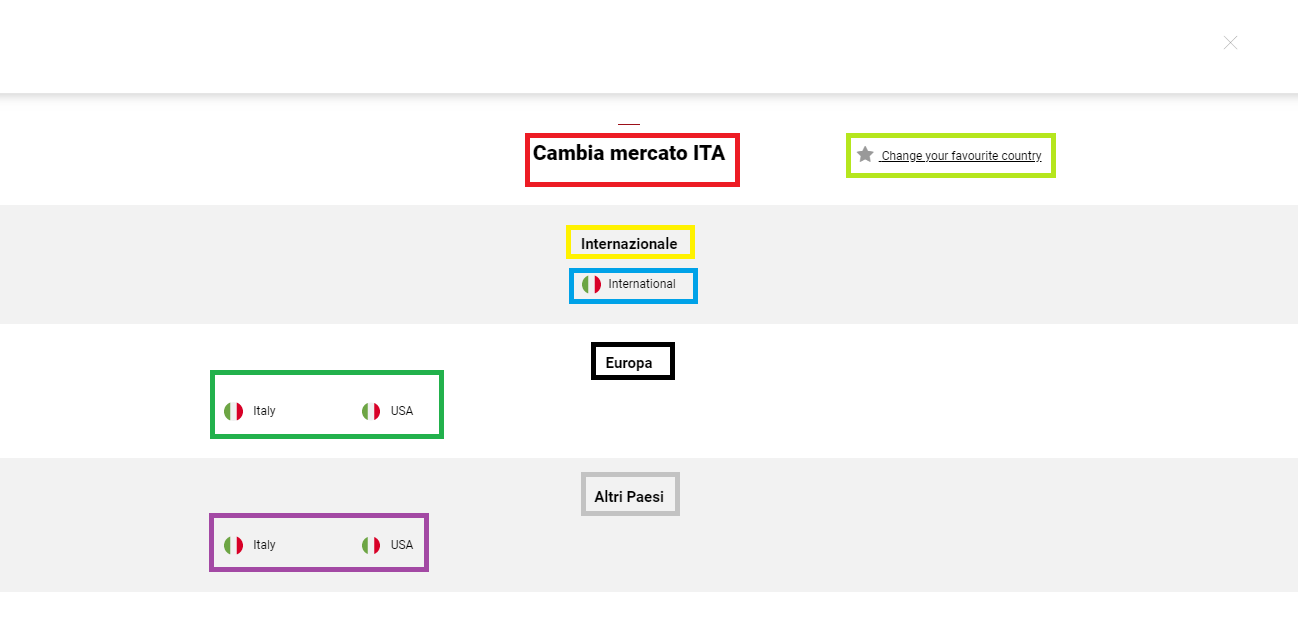 Cambia mercato ITA
Change your favourite country
Internazionale
International
Europa
Italy USA
Altri Paesi
Italy USA